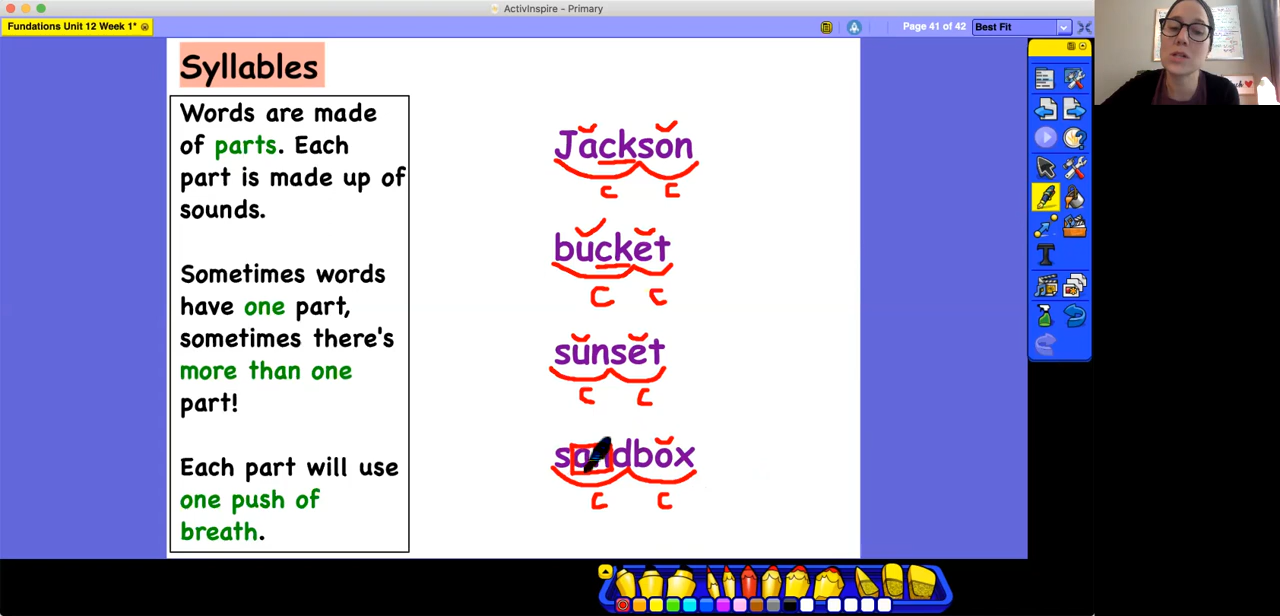 ActivInspire - Primary
Fundations Unit 12 Week 1*
Page 41 of 42
Best Fit
Syllables
Words are made
of parts. Each
part is made up of
sounds.
Sometimes words
have one part,
sometimes there's
more than one
part!
Each part will use
one push of
breath.
Jackson
c c
bucket
c c
sunset
c c
sandbox
c c